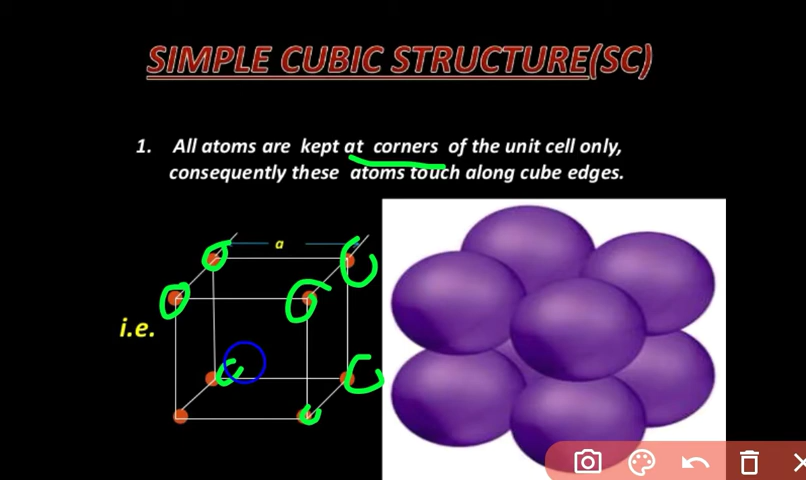 SIMPLE CUBIC STRUCTURE(SC)
1. All atoms are kept at corners of the unit cell only,
consequently these atoms touch along cube edges.
a
i.e.